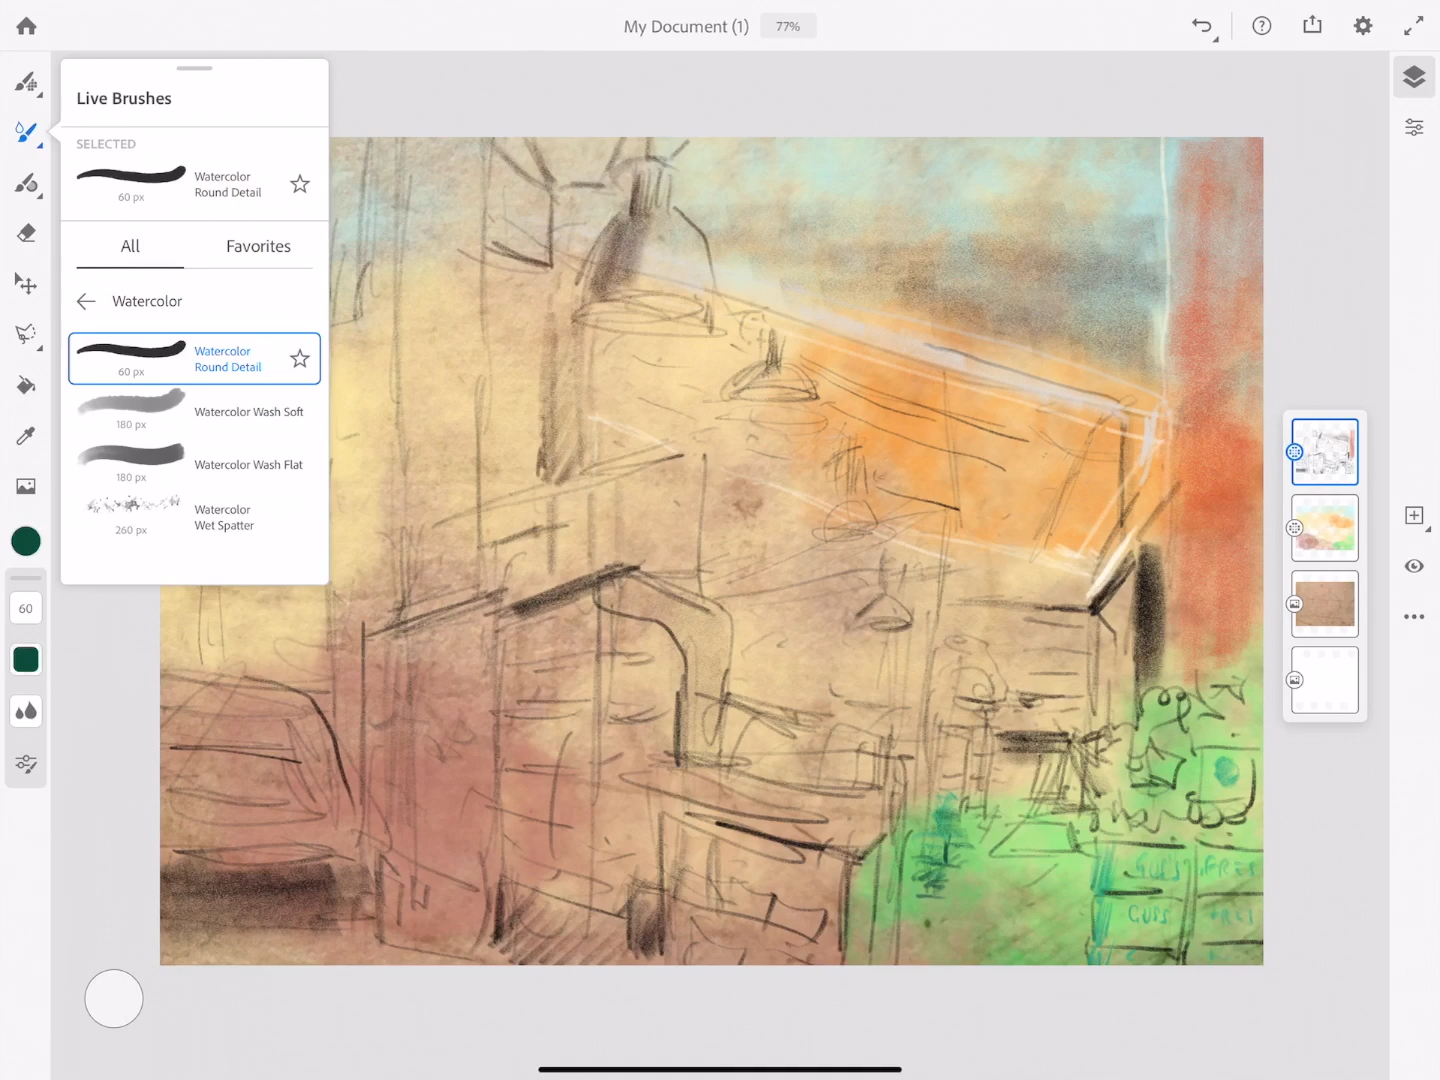 My Document (1)
77%
Live Brushes
SELECTED
Watercolor
Round Detail
60 px
All
Favorites
Watercolor
Watercolor
Round Detail
60 px
Watercolor Wash Soft
180 px
Watercolor Wash Flat
180 px
Watercolor
Wet Spatter
260 px
60